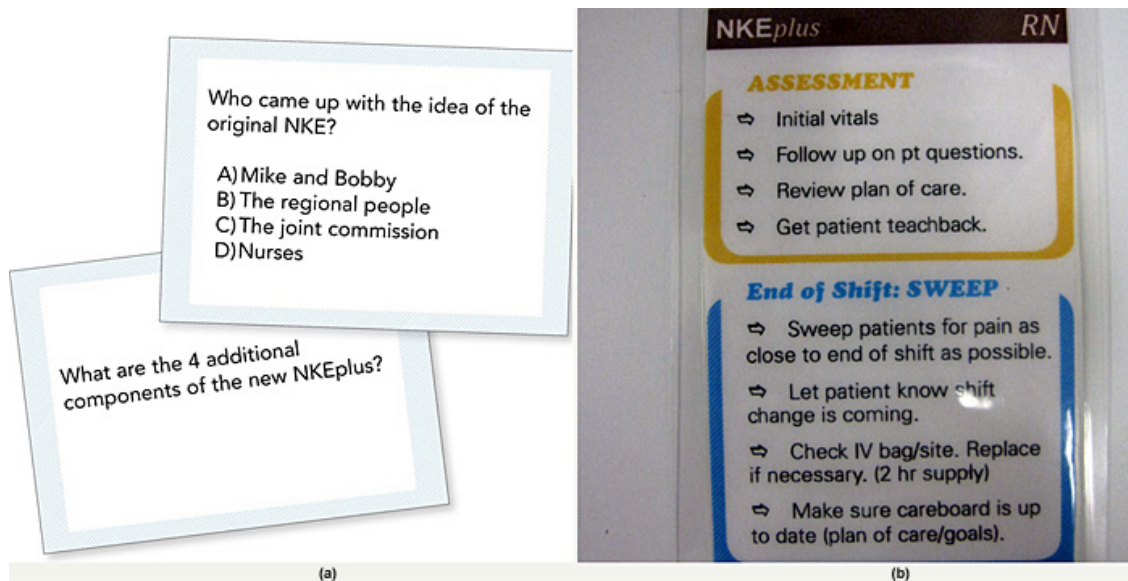 Who came up with the idea of the
original NKE?
A) Mike and Bobby
B) The regional people
C) The joint commission
D) Nurses
What are the 4 additional
components of the new NKEplus?
(a)
NKEplus RN
ASSESSMENT
⇨ Initial vitals
⇨ Follow up on pt questions.
⇨ Review plan of care.
⇨ Get patient teachback.
End of Shift: SWEEP
⇨ Sweep patients for pain as
close to end of shift as possible.
⇨ Let patient know shift
change is coming.
⇨ Check IV bag/site. Replace
if necessary. (2 hr supply)
⇨ Make sure careboard is up
to date (plan of care/goals).
(b)